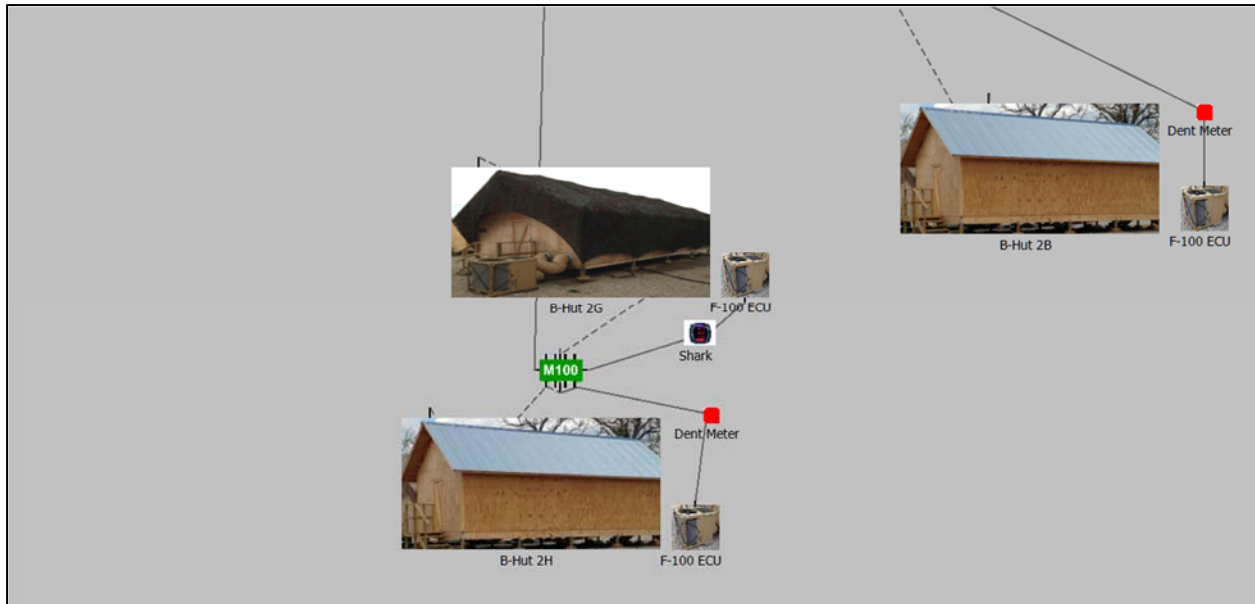 Dent Meter
B-Hut 2B
F-100 ECU
B-Hut 2G
F-100 ECU
Shark
M100
Dent Meter
B-Hut 2H
F-100 ECU